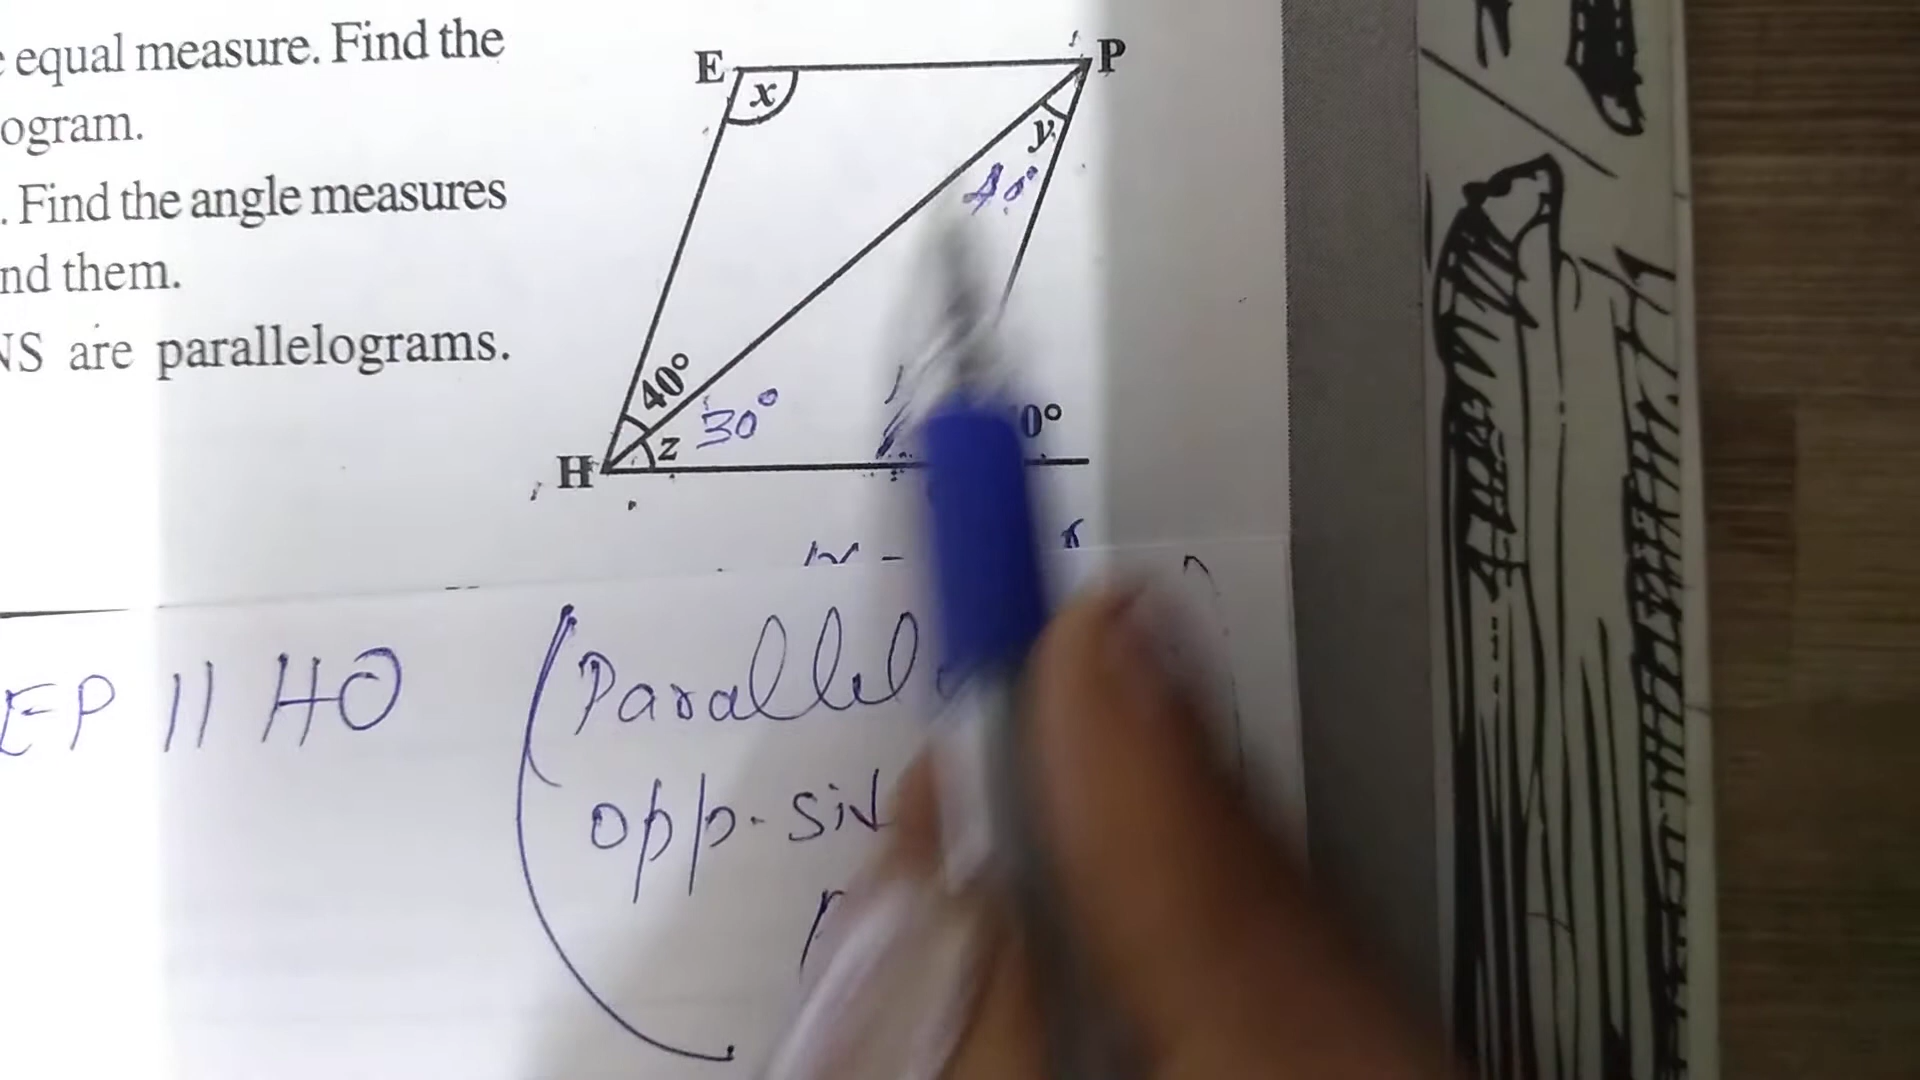 equal measure. Find the
ogram.
. Find the angle measures
nd them.
NS are parallelograms.
E
x
P
y
40°
40°
30°
0°
z
H
EP || HO
(Parallel
opp. sid